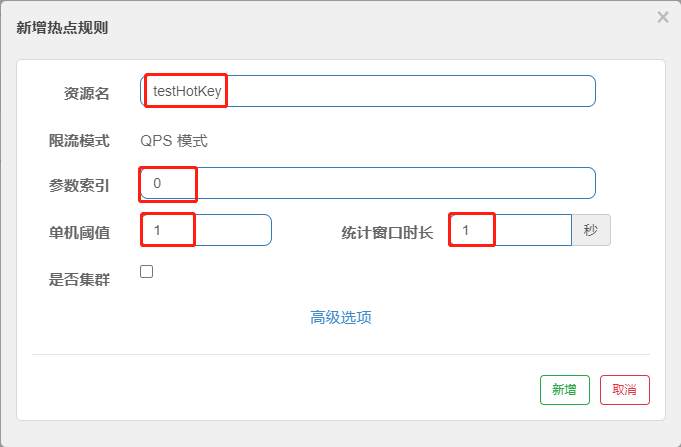 新增热点规则 ×
资源名 testHotKey
限流模式 QPS 模式
参数索引 0
单机阈值 1 统计窗口时长 1 秒
是否集群
高级选项
新增 取消